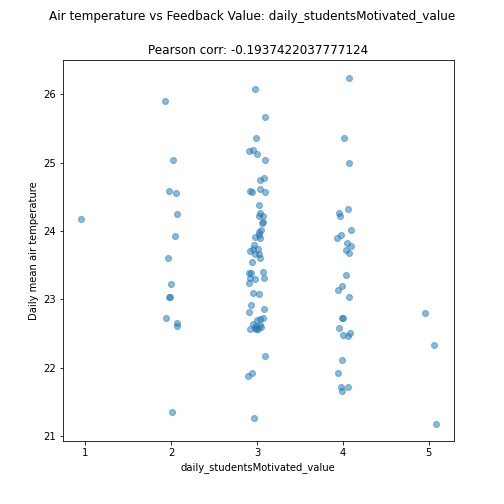 Air temperature vs Feedback Value: daily_studentsMotivated_value
Pearson corr: -0.1937422037777124
26
25
24
23
22
21
Daily mean air temperature
1 2 3 4 5
daily_studentsMotivated_value